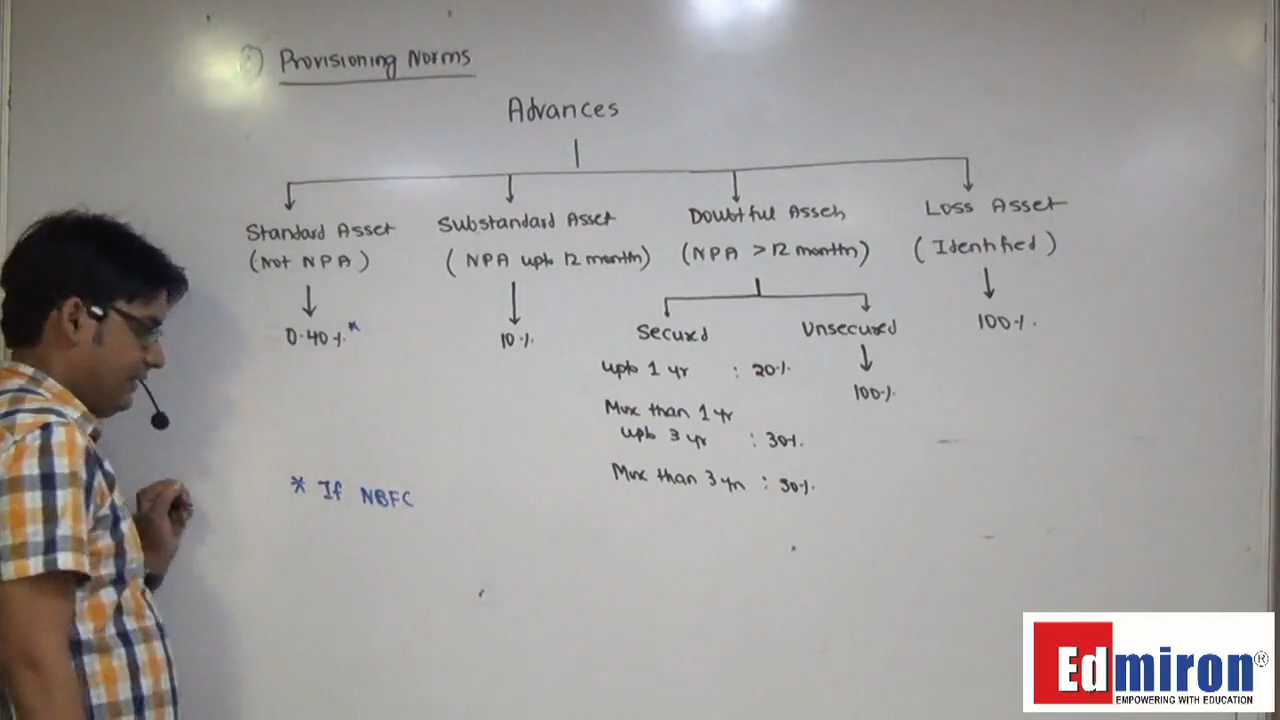 i) Provisioning Norms
Advances
Standard Asset
(Not NPA)
0.40%*
Substandard Asset
(NPA upto 12 months)
10%
Doubtful Assets
(NPA > 12 months)
Secured
upto 1 yr : 20%
More than 1 yr
upto 3 yr : 30%
More than 3 yrs : 50%
Unsecured
100%
Loss Asset
(Identified)
100%
* If NBFC
Edmiron®
EMPOWERING WITH EDUCATION